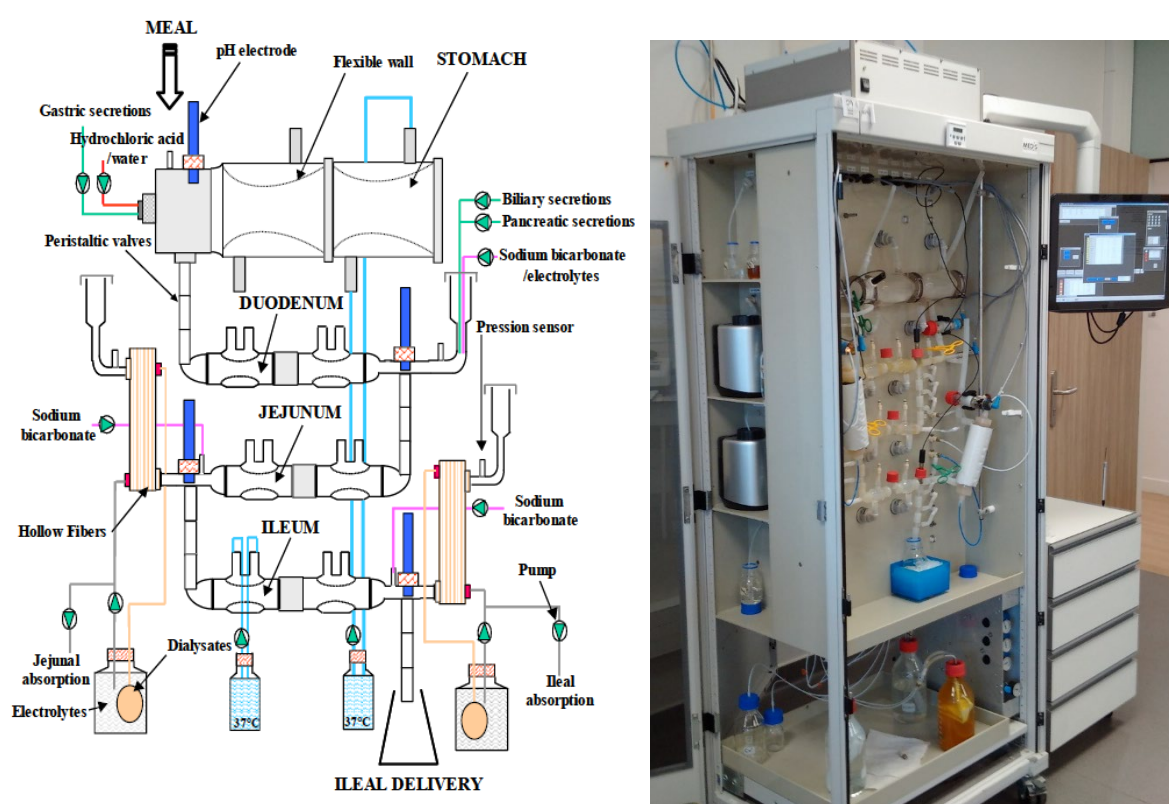 MEAL
pH electrode
Flexible wall
STOMACH
Gastric secretions
Hydrochloric acid
/water
Biliary secretions
Pancreatic secretions
Peristaltic valves
Sodium bicarbonate
/electrolytes
DUODENUM
Pression sensor
JEJUNUM
Sodium
bicarbonate
Hollow Fibers
ILEUM
Sodium
bicarbonate
Pump
Dialysates
Jejunal
absorption
Ileal
absorption
Electrolytes
37°C
37°C
ILEAL DELIVERY